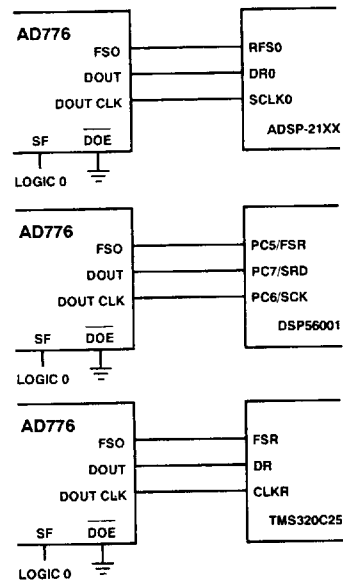 AD776
FSO RFS0
DOUT DR0
DOUT CLK SCLK0
ADSP-21XX
SF DOE
LOGIC 0
AD776
FSO PC5/FSR
DOUT PC7/SRD
DOUT CLK PC6/SCK
DSP56001
SF DOE
LOGIC 0
AD776
FSO FSR
DOUT DR
DOUT CLK CLKR
TMS320C25
SF DOE
LOGIC 0